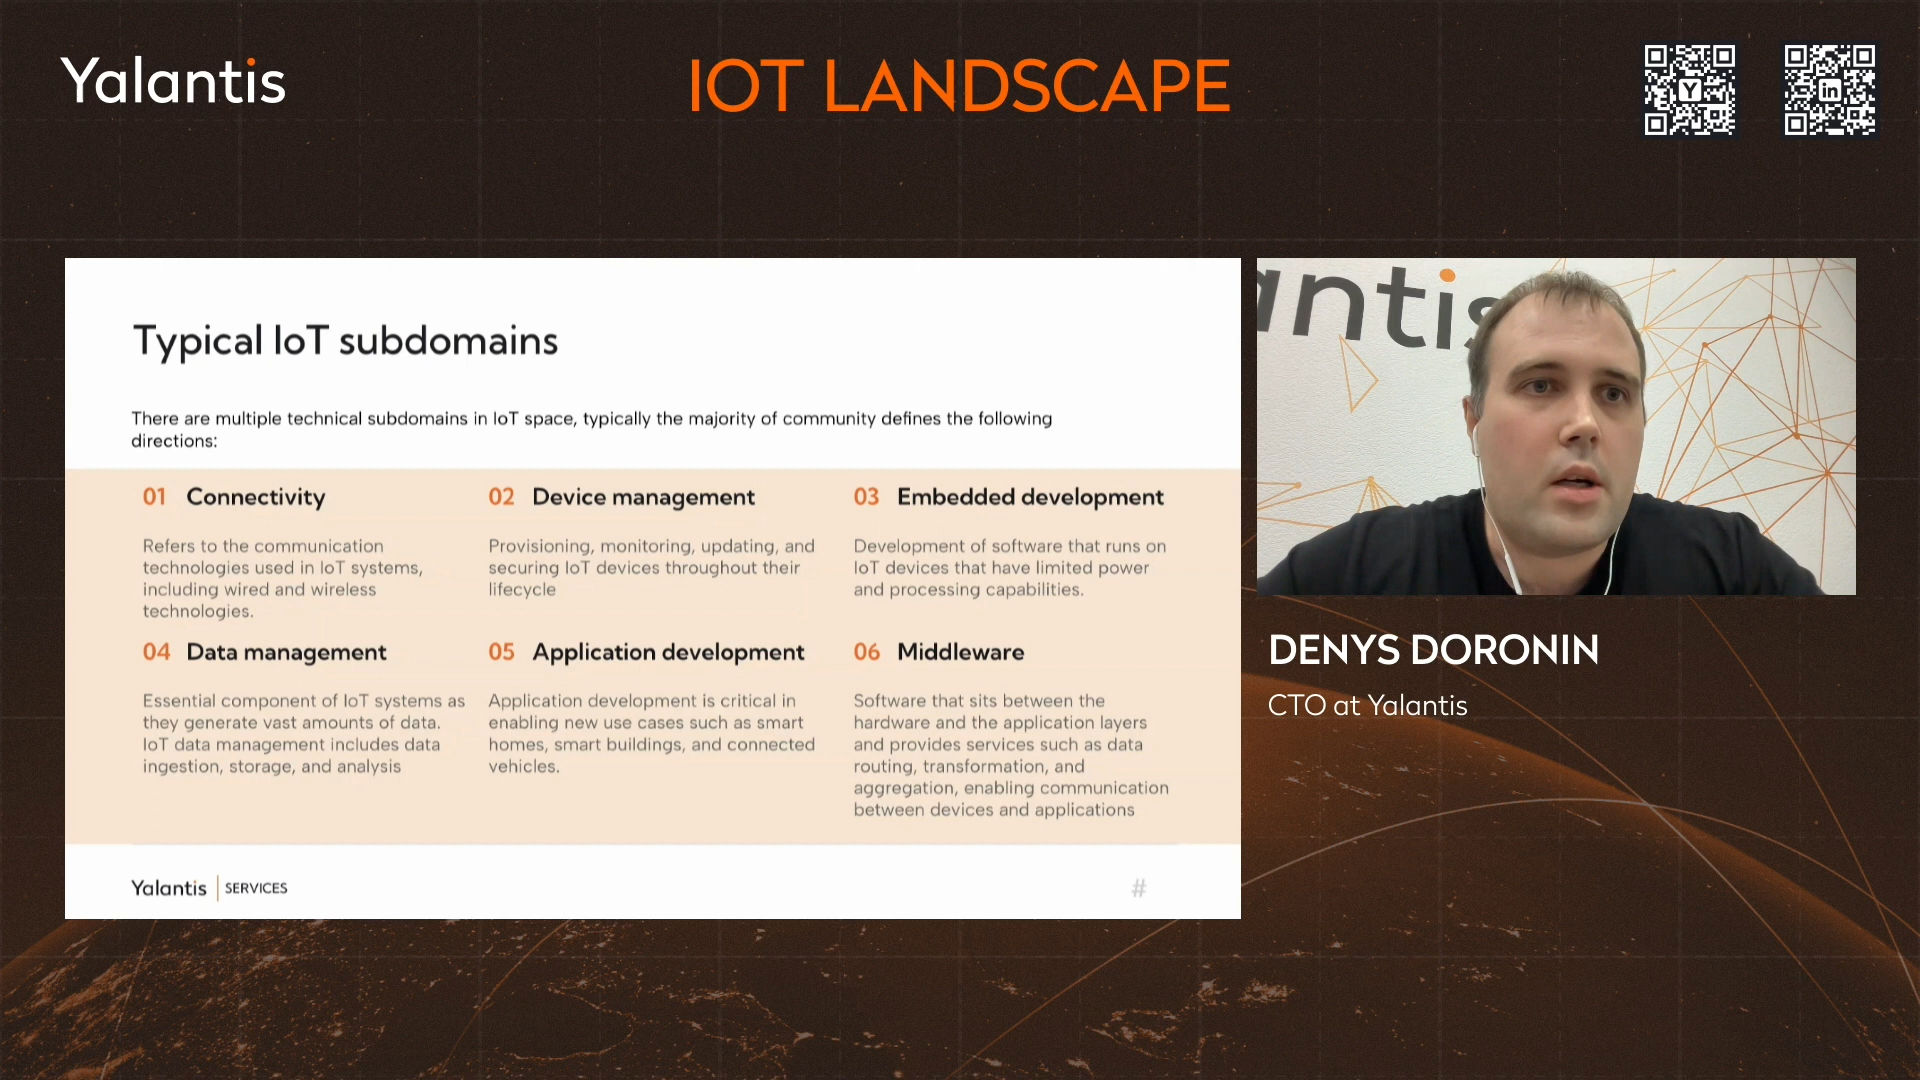 Yalantis
IOT LANDSCAPE
Y
in
Typical IoT subdomains
There are multiple technical subdomains in IoT space, typically the majority of community defines the following
directions:
01 Connectivity
Refers to the communication
technologies used in IoT systems,
including wired and wireless
technologies.
02 Device management
Provisioning, monitoring, updating, and
securing IoT devices throughout their
lifecycle
03 Embedded development
Development of software that runs on
IoT devices that have limited power
and processing capabilities.
04 Data management
Essential component of IoT systems as
they generate vast amounts of data.
IoT data management includes data
ingestion, storage, and analysis
05 Application development
Application development is critical in
enabling new use cases such as smart
homes, smart buildings, and connected
vehicles.
06 Middleware
Software that sits between the
hardware and the application layers
and provides services such as data
routing, transformation, and
aggregation, enabling communication
between devices and applications
Yalantis SERVICES
#
antis
DENYS DORONIN
CTO at Yalantis